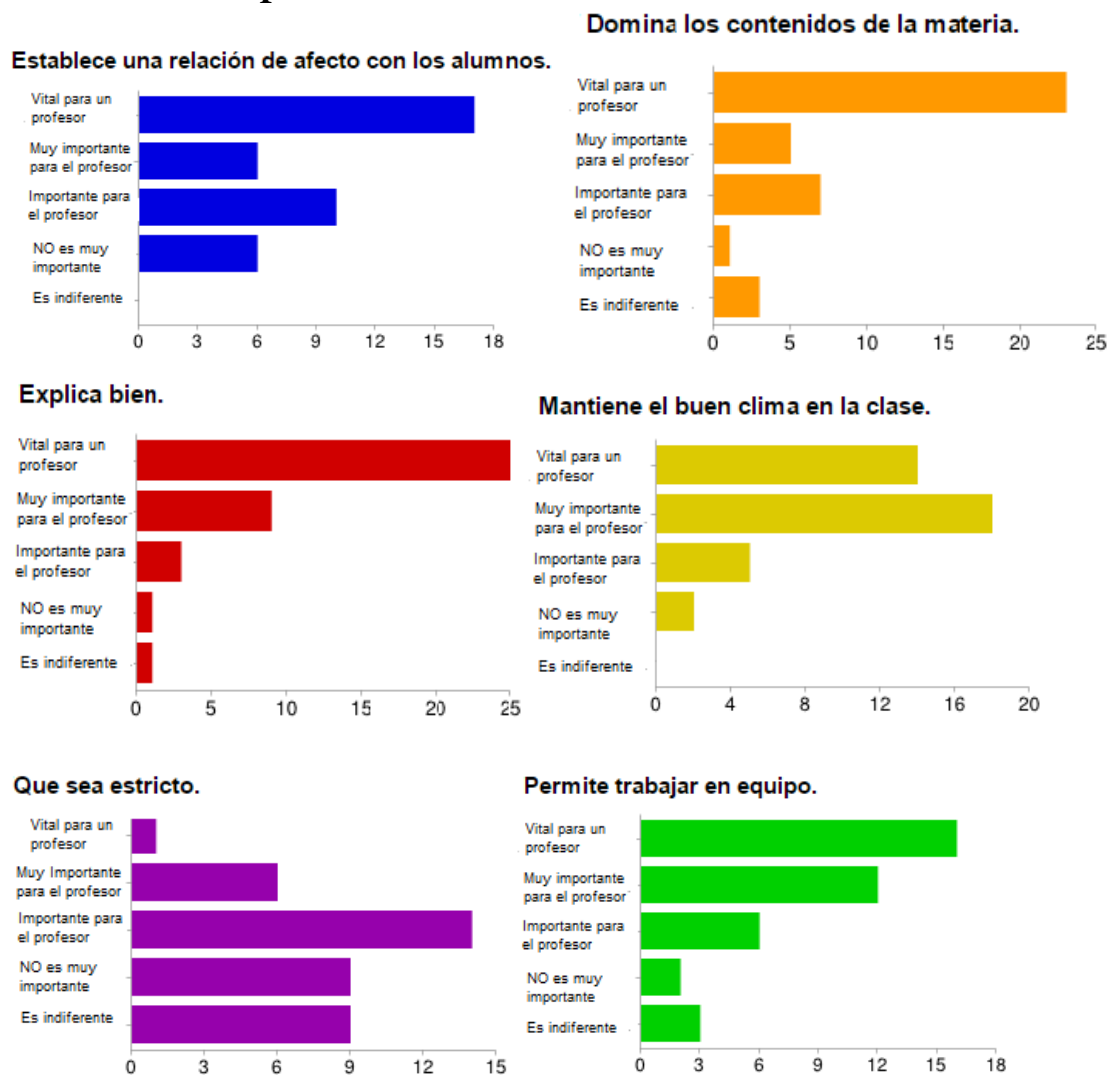 Establece una relación de afecto con los alumnos.
Vital para un
profesor
Muy importante
para el profesor
Importante para
el profesor
NO es muy
importante
Es indiferente
0 3 6 9 12 15 18
Domina los contenidos de la materia.
Vital para un
profesor
Muy importante
para el profesor
Importante para
el profesor
NO es muy
importante
Es indiferente
0 5 10 15 20 25
Explica bien.
Vital para un
profesor
Muy importante
para el profesor
Importante para
el profesor
NO es muy
importante
Es indiferente
0 5 10 15 20 25
Mantiene el buen clima en la clase.
Vital para un
profesor
Muy importante
para el profesor
Importante para
el profesor
NO es muy
importante
Es indiferente
0 4 8 12 16 20
Que sea estricto.
Vital para un
profesor
Muy Importante
para el profesor
Importante para
el profesor
NO es muy
importante
Es indiferente
0 3 6 9 12 15
Permite trabajar en equipo.
Vital para un
profesor
Muy importante
para el profesor
Importante para
el profesor
NO es muy
importante
Es indiferente
0 3 6 9 12 15 18